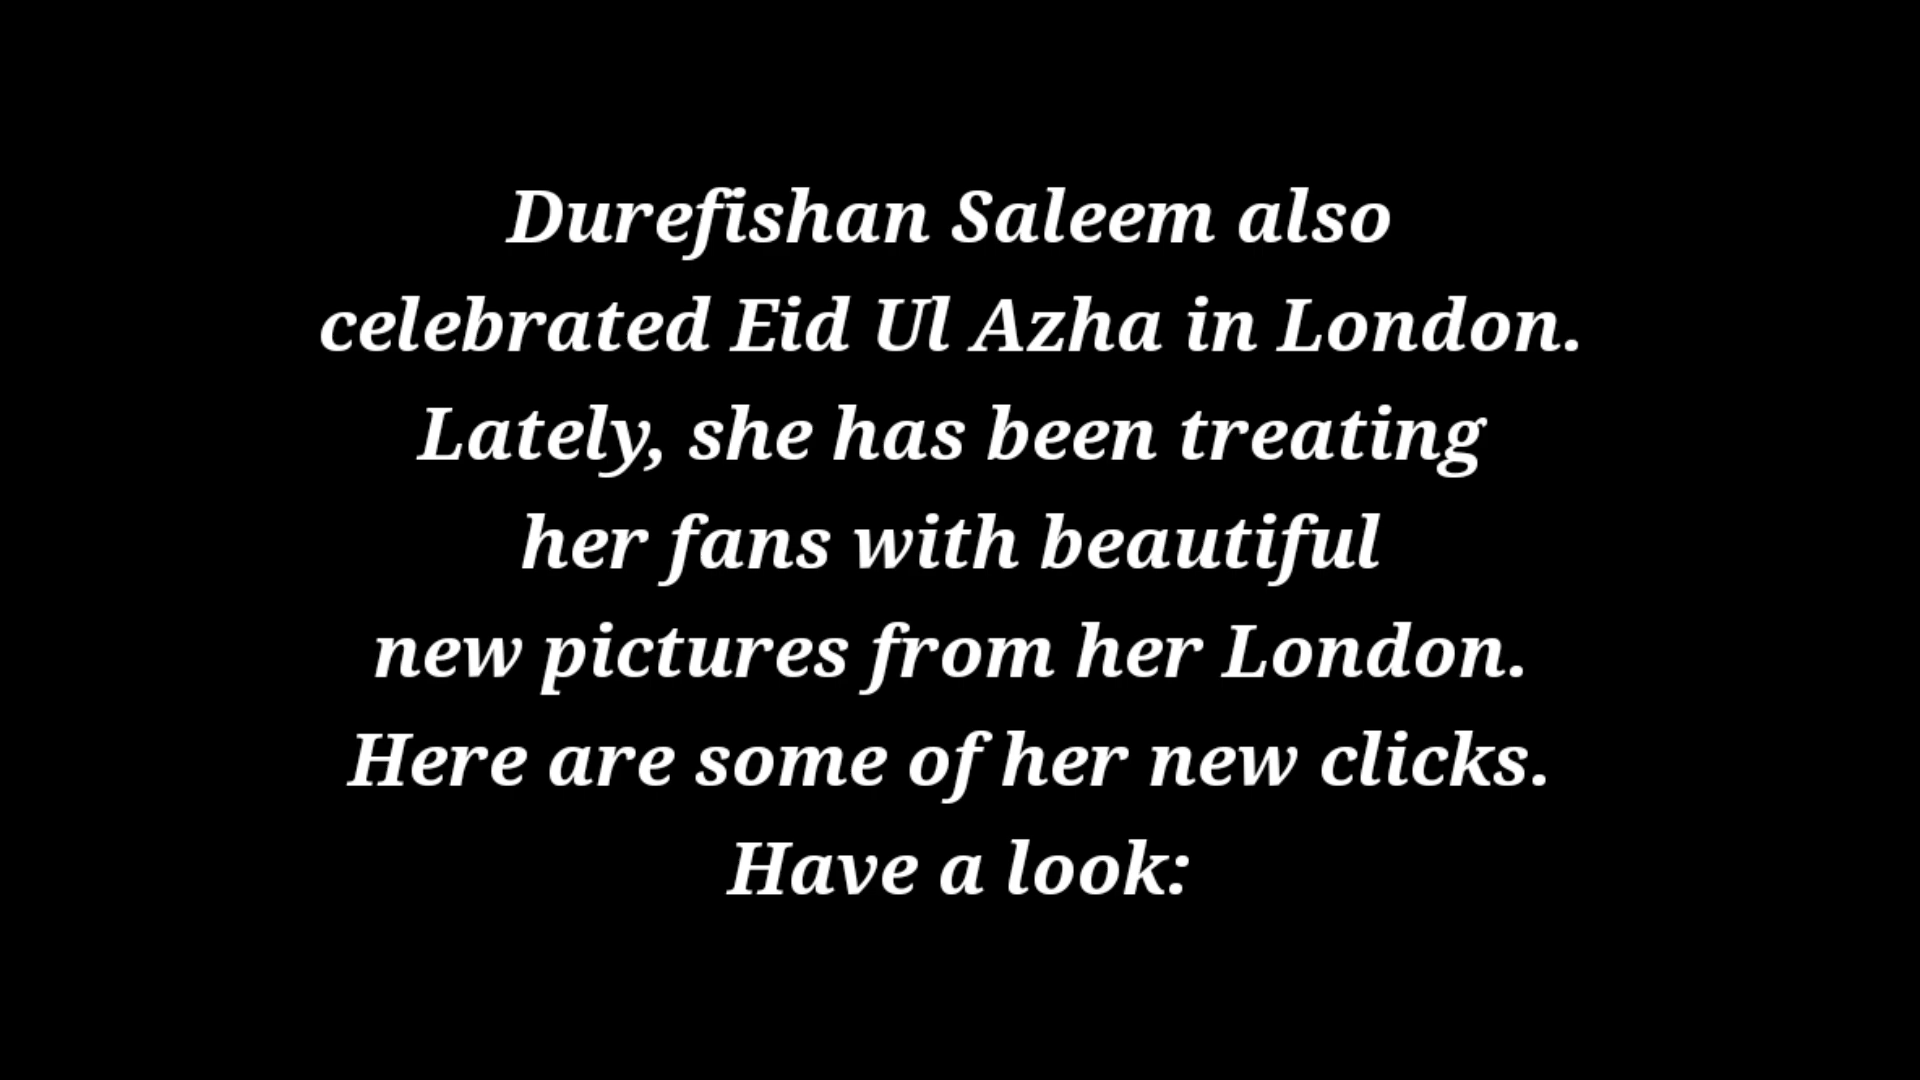 Durefishan Saleem also
celebrated Eid Ul Azha in London.
Lately, she has been treating
her fans with beautiful
new pictures from her London.
Here are some of her new clicks.
Have a look: